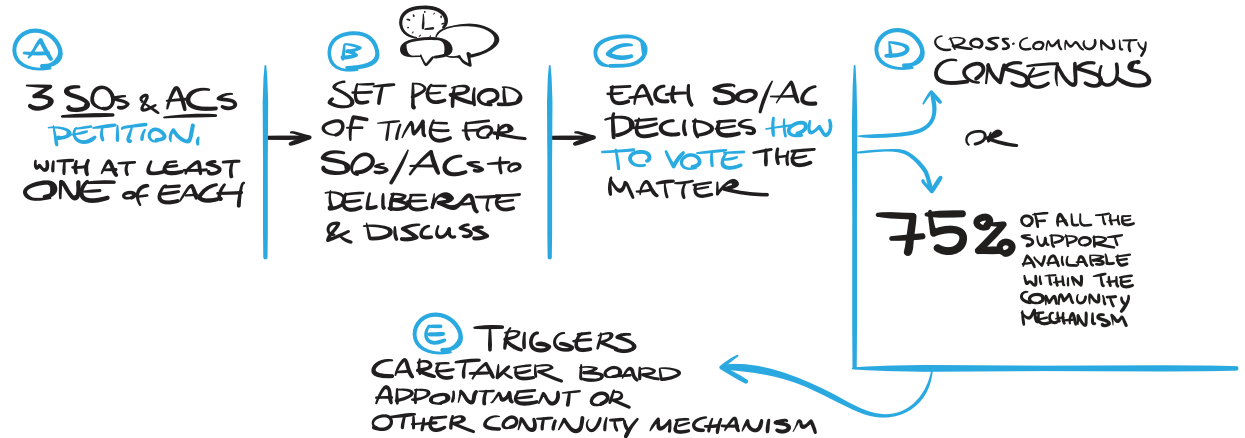 A
3 SOs & ACs
PETITION,
WITH AT LEAST
ONE of EACH
B
SET PERIOD
OF TIME FOR
SOs/ACs to
DELIBERATE
& DISCUSS
C
EACH SO/AC
DECIDES HOW
TO VOTE THE
MATTER
D
CROSS-COMMUNITY
CONSENSUS
OR
75%
OF ALL THE
SUPPORT
AVAILABLE
WITHIN THE
COMMUNITY
MECHANISM
E
TRIGGERS
CARETAKER BOARD
APPOINTMENT OR
OTHER CONTINUITY MECHANISM